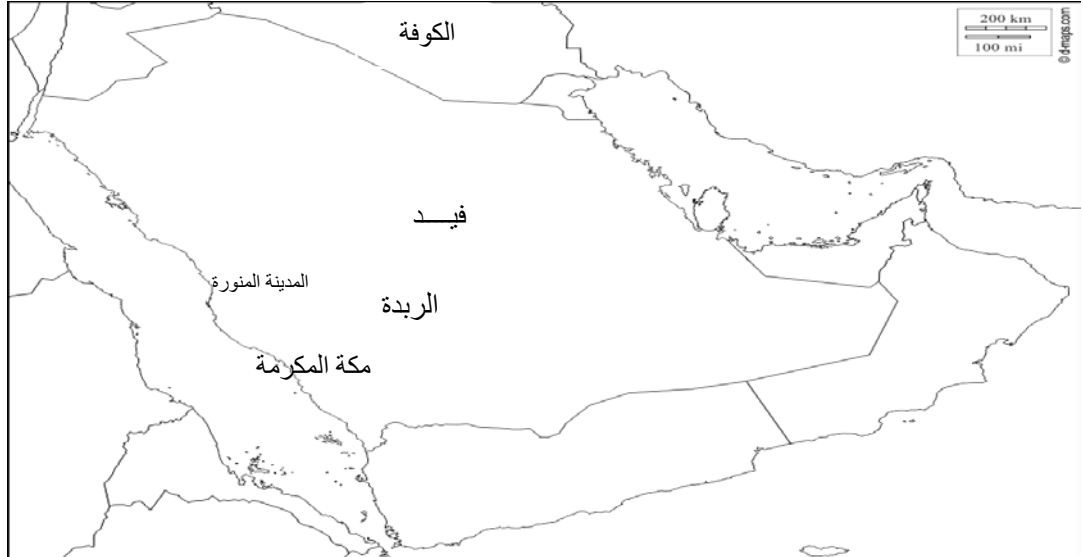 الكوفة
200 km
100 mi
© d-maps.com
فيـــد
المدينة المنورة
الربدة
مكة المكرمة